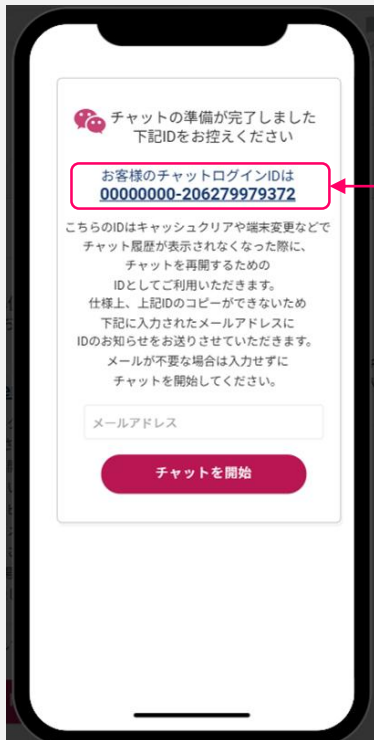 チャットの準備が完了しました
下記IDをお控えください
お客様のチャットログインIDは
00000000-206279979372
こちらのIDはキャッシュクリアや端末変更などで
チャット履歴が表示されなくなった際に、
チャットを再開するための
IDとしてご利用いただきます。
仕様上、上記IDのコピーができないため
下記に入力されたメールアドレスに
IDのお知らせをお送りさせていただきます。
メールが不要な場合は入力せずに
チャットを開始してください。
メールアドレス
チャットを開始